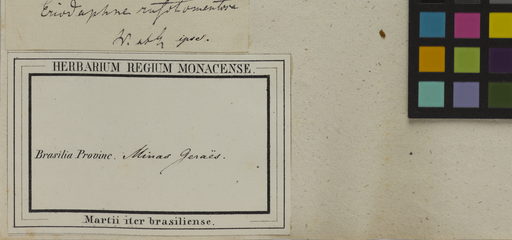 Eriodaphne rufotomentosa
HERBARIUM REGIUM MONACENSE.
Brasilia Provinc. Minas Geraës.
Martii iter brasiliense.